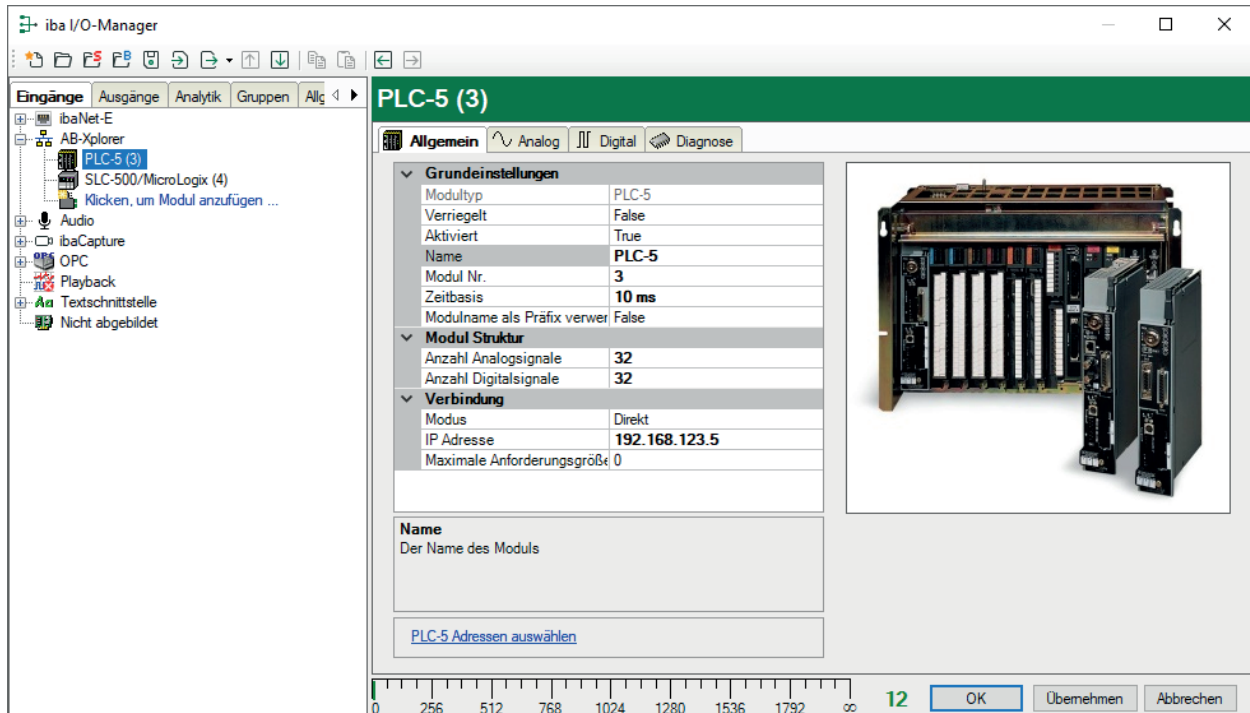 iba I/O-Manager
Eingänge Ausgänge Analytik Gruppen Allg
ibaNet-E
AB-Xplorer
PLC-5 (3)
SLC-500/MicroLogix (4)
Klicken, um Modul anzufügen ...
Audio
ibaCapture
OPC
Playback
Textschnittstelle
Nicht abgebildet
PLC-5 (3)
Allgemein Analog Digital Diagnose
Grundeinstellungen
Modultyp PLC-5
Verriegelt False
Aktiviert True
Name PLC-5
Modul Nr. 3
Zeitbasis 10 ms
Modulname als Präfix verwer False
Modul Struktur
Anzahl Analogsignale 32
Anzahl Digitalsignale 32
Verbindung
Modus Direkt
IP Adresse 192.168.123.5
Maximale Anforderungsgröße 0
Name
Der Name des Moduls
PLC-5 Adressen auswählen
0 256 512 768 1024 1280 1536 1792 ∞
12 OK Übernehmen Abbrechen